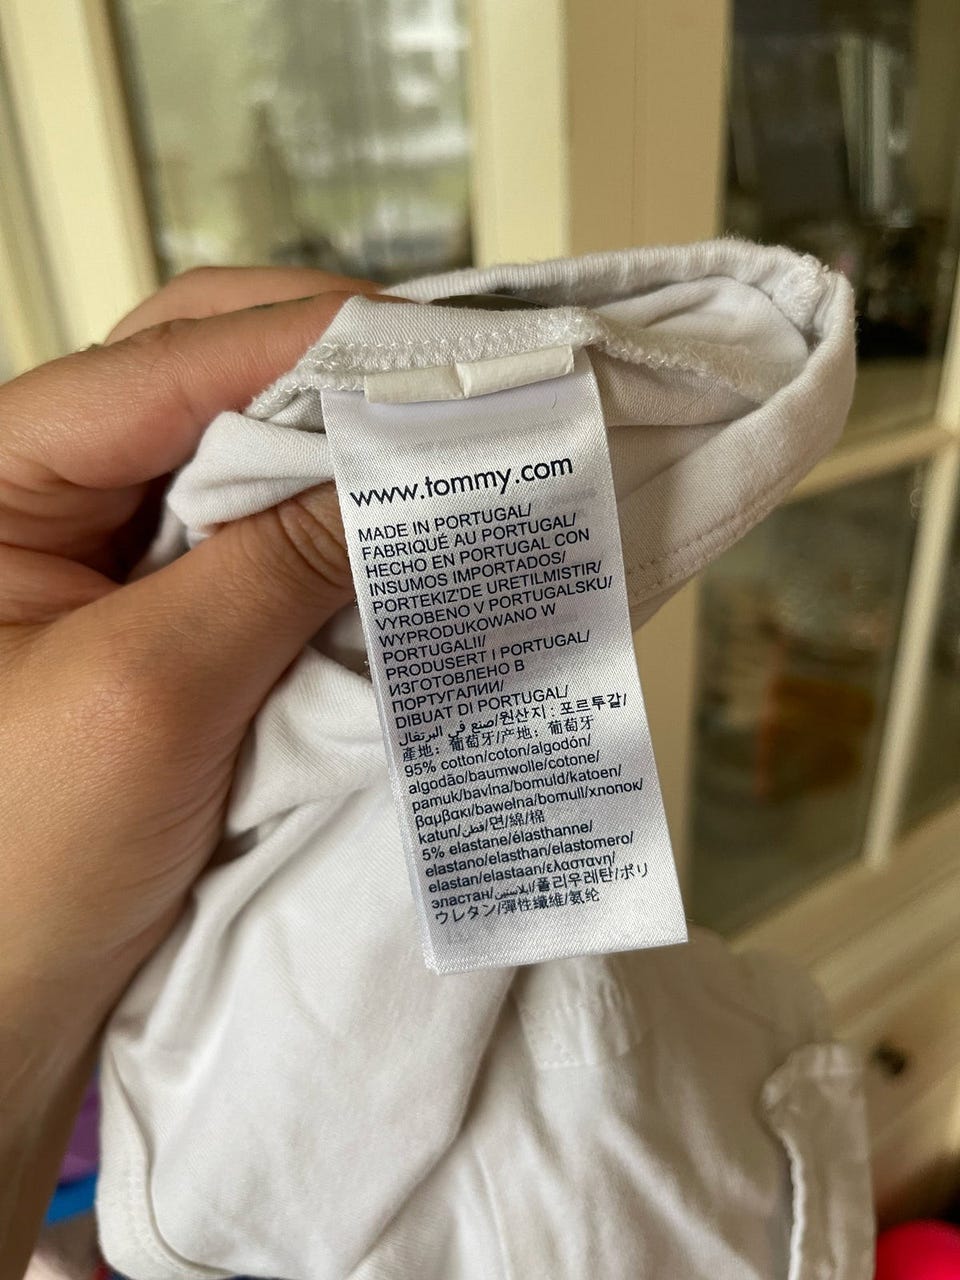 www.tommy.com
MADE IN PORTUGAL/
FABRIQUÉ AU PORTUGAL/
HECHO EN PORTUGAL CON
INSUMOS IMPORTADOS/
PORTEKIZ'DE URETILMISTIR/
VYROBENO V PORTUGALSKU/
WYPRODUKOWANO W
PORTUGALII/
PRODUSERT I PORTUGAL/
ИЗГОТОВЛЕНО В
ПОРТУГАЛИИ/
DIBUAT DI PORTUGAL/
صنع في البرتغال/원산지 : 포르투갈/
產地: 葡萄牙/产地: 葡萄牙
95% cotton/coton/algodón/
algodão/baumwolle/cotone/
pamuk/bavlna/bomuld/katoen/
βαμβακι/bawełna/bomull/хлопок/
katun/قطن/면/綿/棉
5% elastane/élasthanne/
elastano/elasthan/elastomero/
elastan/elastaan/ελαστανη/
эластан/إيلاستين/폴리우레탄/ポリ
ウレタン/彈性纖維/氨纶